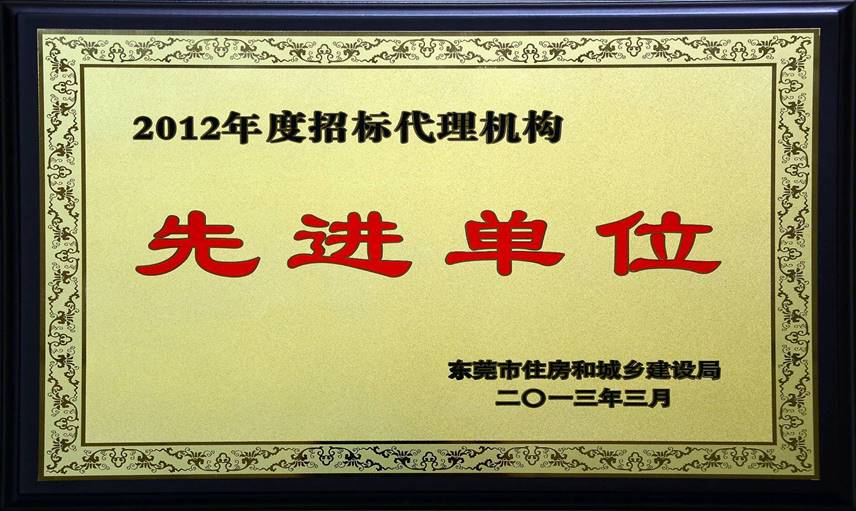 2012年度招标代理机构
先进单位
东莞市住房和城乡建设局
二〇一三年三月